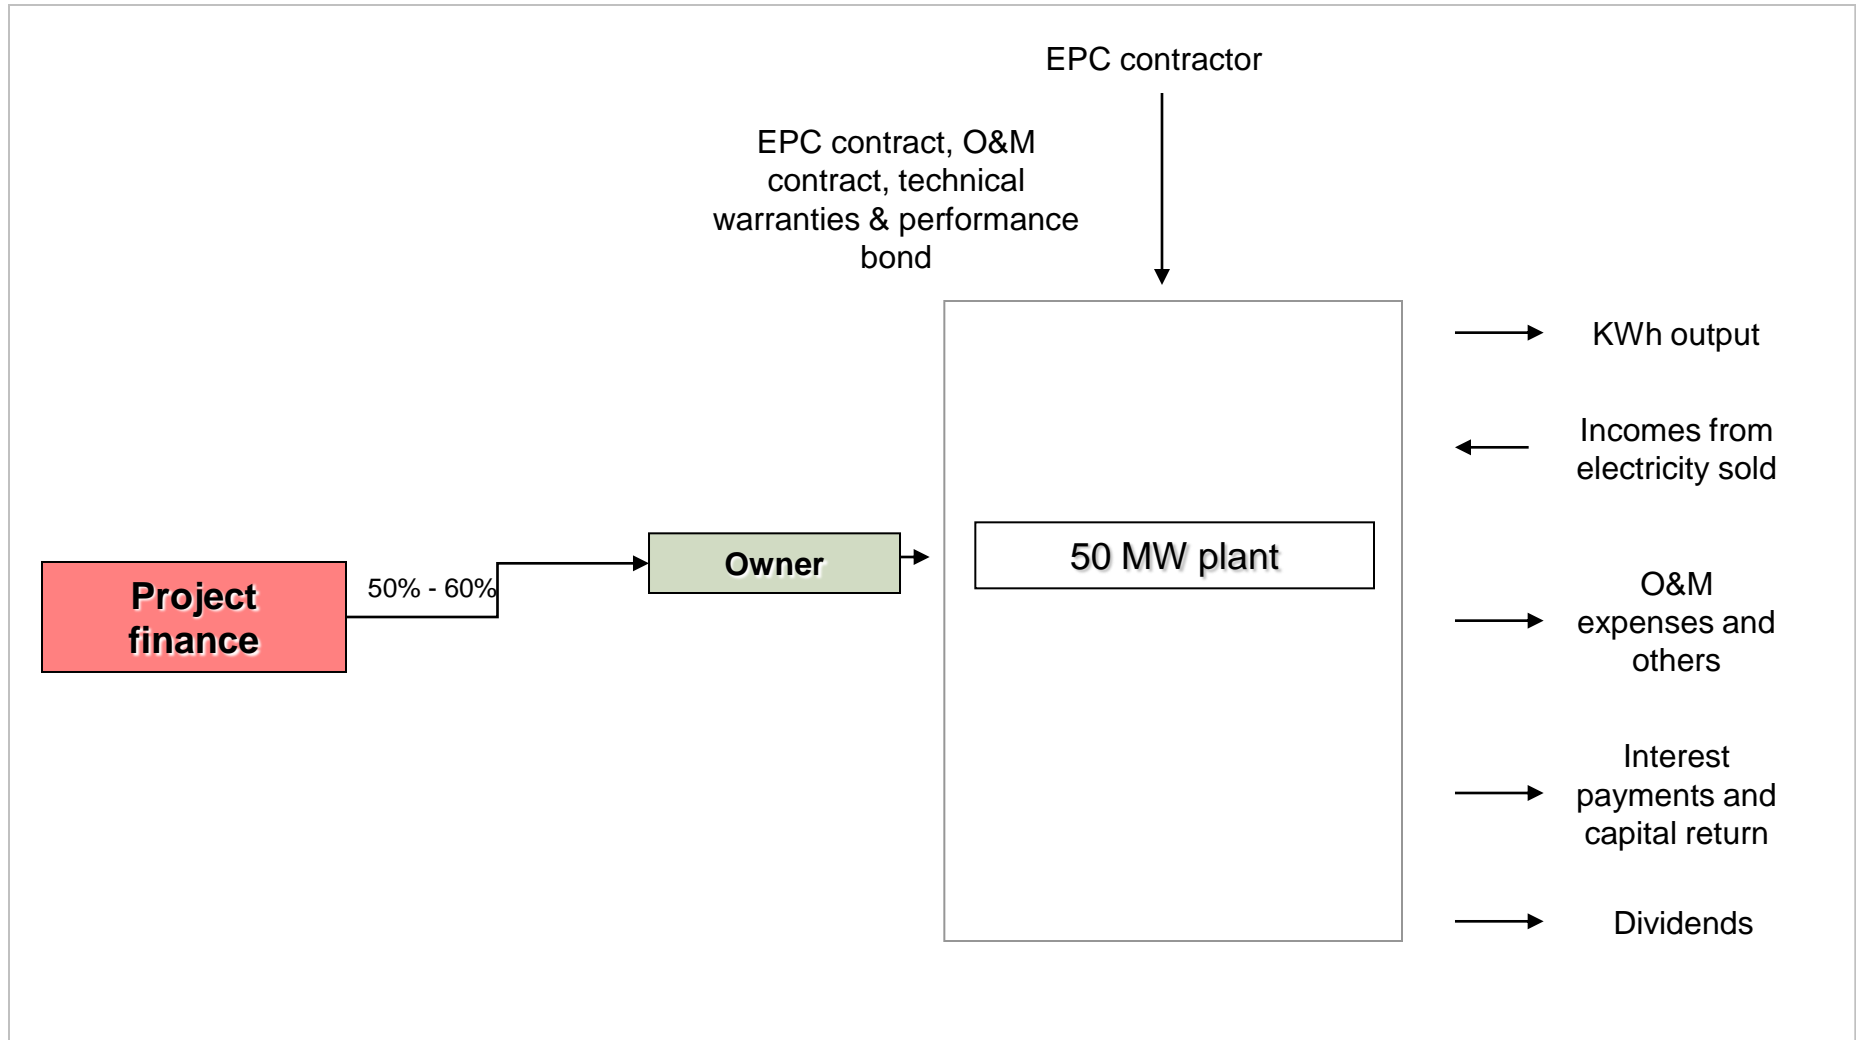 EPC contractor
EPC contract, O&M
contract, technical
warranties & performance
bond
KWh output
Incomes from
electricity sold
50 MW plant
Owner
50% - 60%
Project
finance
O&M
expenses and
others
Interest
payments and
capital return
Dividends